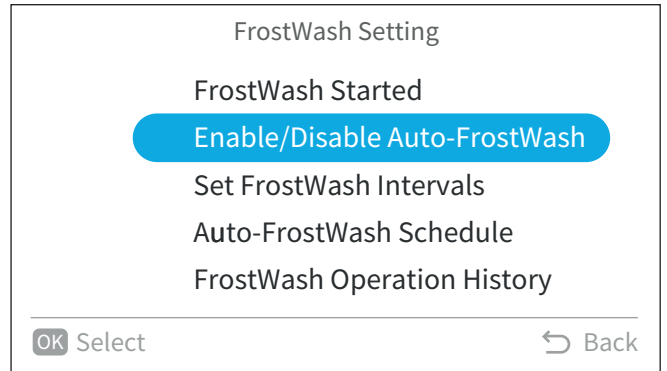 FrostWash Setting
FrostWash Started
Enable/Disable Auto-FrostWash
Set FrostWash Intervals
Auto-FrostWash Schedule
FrostWash Operation History
OK Select Back